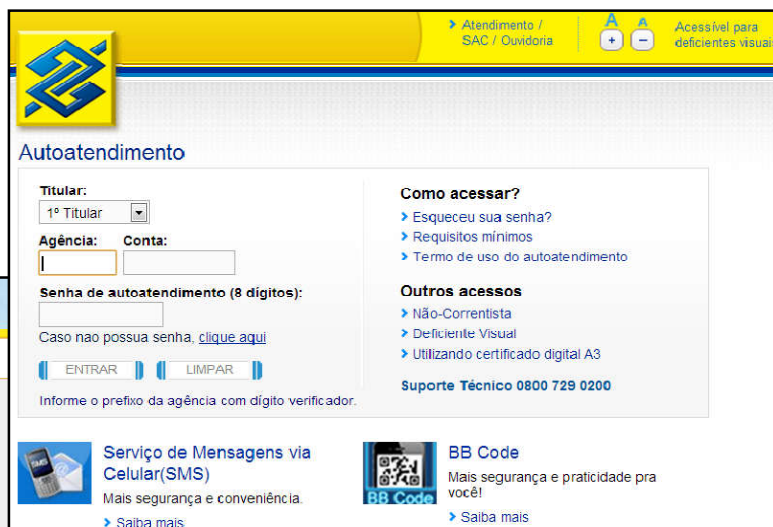 Atendimento /
SAC / Ouvidoria
A A
+ −
Acessível para
deficientes visuais
Autoatendimento
Titular:
1º Titular
Agência: Conta:
Senha de autoatendimento (8 dígitos):
Caso nao possua senha, clique aqui
ENTRAR LIMPAR
Informe o prefixo da agência com dígito verificador.
Como acessar?
Esqueceu sua senha?
Requisitos mínimos
Termo de uso do autoatendimento
Outros acessos
Não-Correntista
Deficiente Visual
Utilizando certificado digital A3
Suporte Técnico 0800 729 0200
SMS
Serviço de Mensagens via
Celular(SMS)
Mais segurança e conveniência.
Saiba mais
BB Code
BB Code
Mais segurança e praticidade pra
você!
Saiba mais